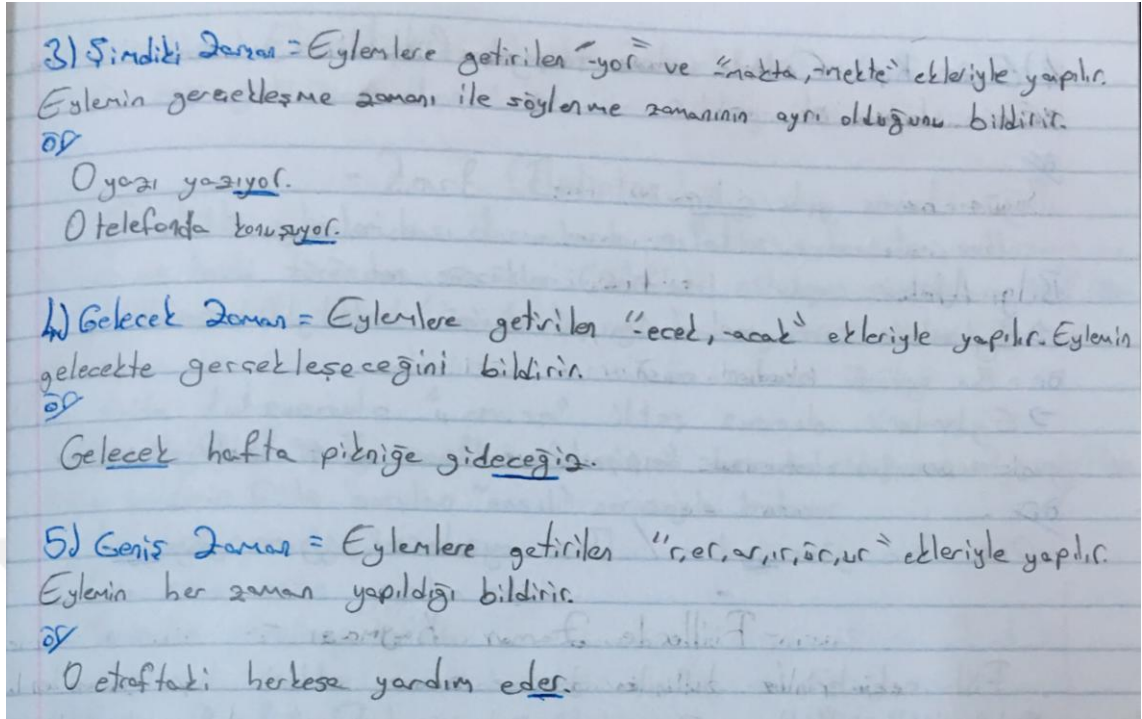 3) Şimdiki Zaman = Eylemlere getirilen "-yor" ve "-makta, -mekte" ekleriyle yapılır.
Eylemin gerçekleşme zamanı ile söylenme zamanının ayrı olduğunu bildirir.
ÖR
O yazı yazıyor.
O telefonda konuşuyor.
4) Gelecek Zaman = Eylemlere getirilen "-ecek, -acak" ekleriyle yapılır. Eylemin
gelecekte gerçekleşeceğini bildirir.
ÖR
Gelecek hafta pikniğe gideceğiz.
5) Geniş Zaman = Eylemlere getirilen "r, er, ar, ır, ür, ur" ekleriyle yapılır.
Eylemin her zaman yapıldığı bildirir.
ÖR
O etraftaki herkese yardım eder.